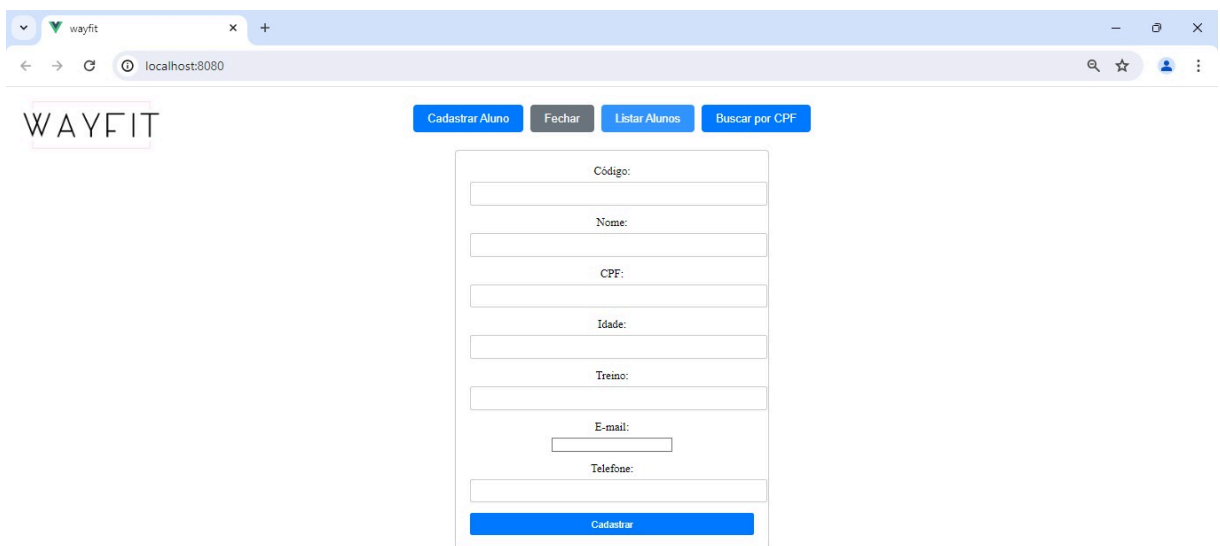 wayfit
localhost:8080
WAYFIT
Cadastrar Aluno Fechar Listar Alunos Buscar por CPF
Código:
Nome:
CPF:
Idade:
Treino:
E-mail:
Telefone:
Cadastrar